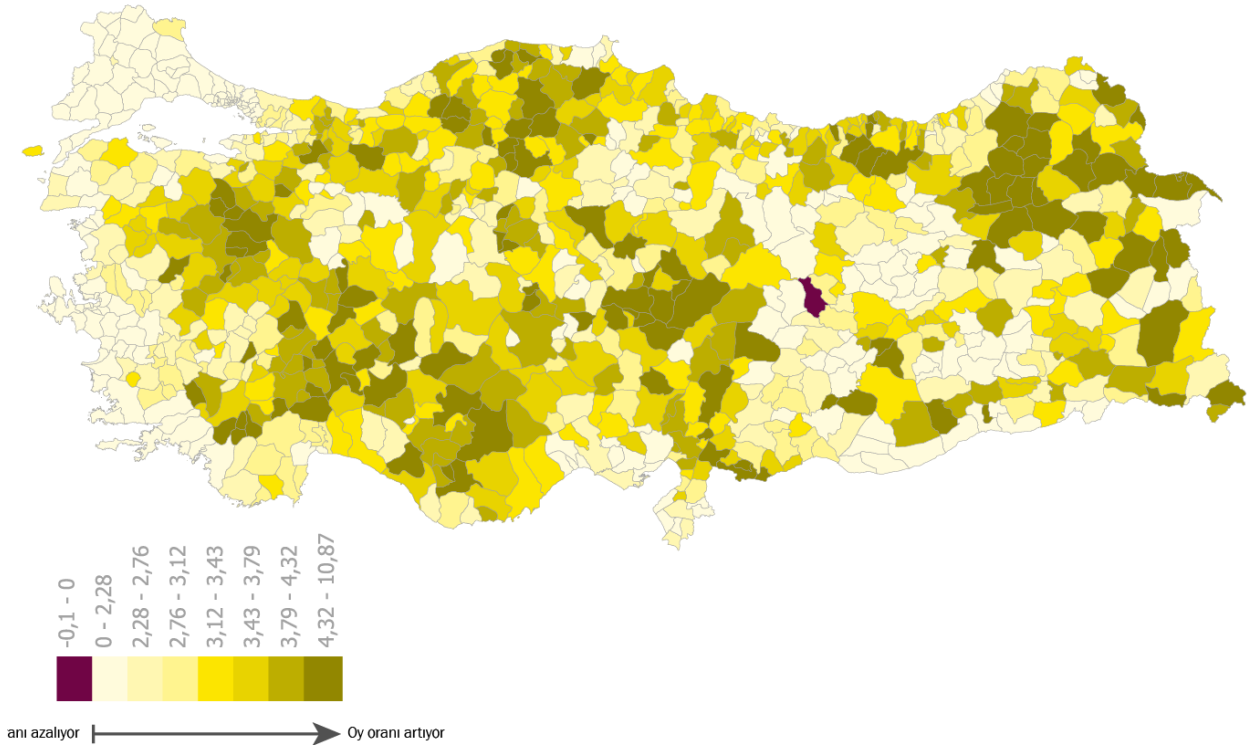 -0,1 - 0
0 - 2,28
2,28 - 2,76
2,76 - 3,12
3,12 - 3,43
3,43 - 3,79
3,79 - 4,32
4,32 - 10,87
anı azalıyor
Oy oranı artıyor